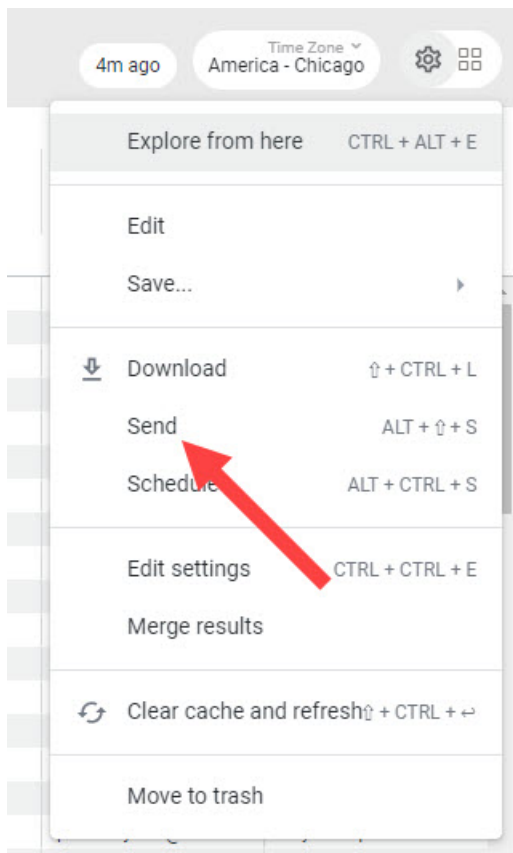 Time Zone
4m ago America - Chicago
Explore from here CTRL + ALT + E
Edit
Save...
Download ⇧ + CTRL + L
Send ALT + ⇧ + S
Schedule ALT + CTRL + S
Edit settings CTRL + CTRL + E
Merge results
Clear cache and refresh ⇧ + CTRL + ↩
Move to trash